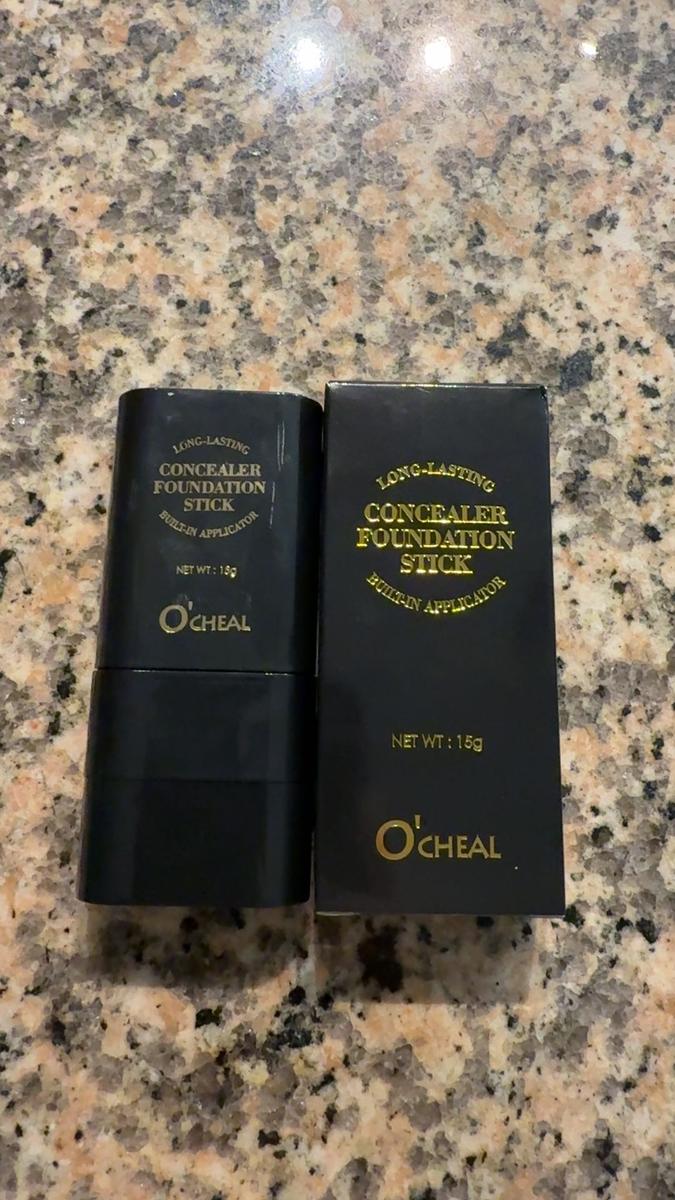 LONG-LASTING
CONCEALER
FOUNDATION
STICK
BUILT-IN APPLICATOR
NET WT : 15g
O'CHEAL
LONG-LASTING
CONCEALER
FOUNDATION
STICK
BUILT-IN APPLICATOR
NET WT : 15g
O'CHEAL